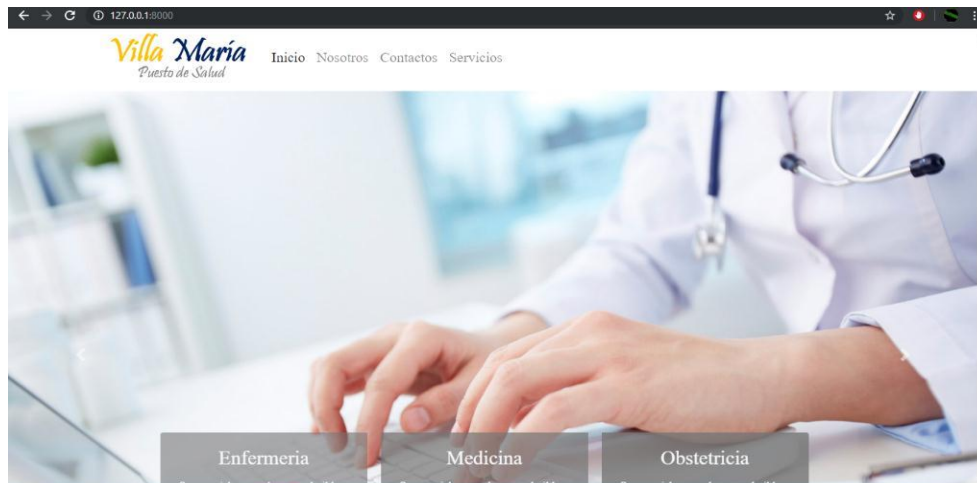 127.0.0.1:8000
Villa María
Puesto de Salud
Inicio Nosotros Contactos Servicios
Enfermeria Medicina Obstetricia